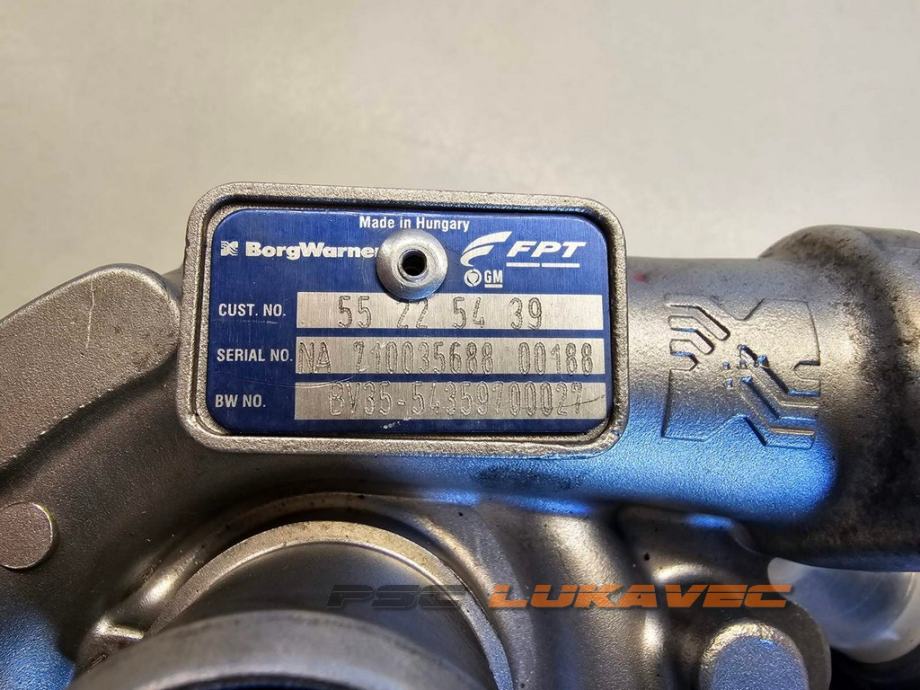 Made in Hungary
BorgWarner
FPT
GM
CUST. NO. 55 22 54 39
SERIAL NO. NA 210035688 00188
BW NO. BV35-54359700027
PSC LUKAVEC